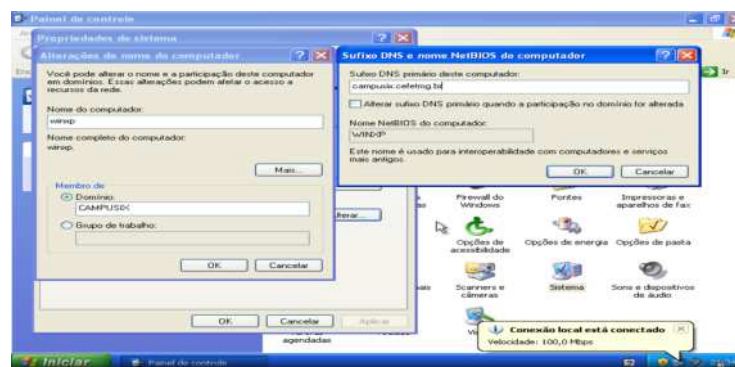 Painel de controle
Propriedades do sistema
Alterações de nome do computador
Você pode alterar o nome e a participação deste computador
em domínios. Essas alterações podem afetar o acesso a
recursos da rede.
Nome do computador:
winxp
Nome completo do computador:
winxp.
Mais...
Membro de
Domínio:
CAMPUSIX
Grupo de trabalho:
OK
Cancelar
OK
Cancelar
Aplicar
Sufixo DNS e nome NetBIOS do computador
Sufixo DNS primário deste computador:
campusix.cefetmg.br
Alterar sufixo DNS primário quando a participação no domínio for alterada
Nome NetBIOS do computador:
WINXP
Este nome é usado para interoperabilidade com computadores e serviços
mais antigos.
OK
Cancelar
Ir
Firewall do
Windows
Fontes
Impressoras e
aparelhos de fax
Opções de
acessibilidade
Opções de energia
Opções de pasta
Scanners e
câmeras
Sistema
Sons e dispositivos
de áudio
agendadas
Conexão local está conectado
Velocidade: 100,0 Mbps
Iniciar
Painel de controle